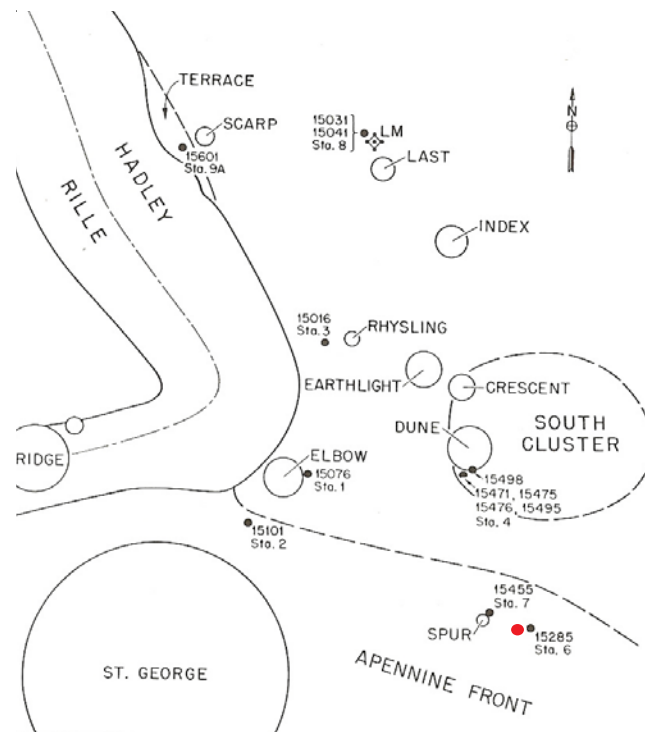 TERRACE
SCARP
15601
Sta. 9A
HADLEY
RILLE
15031
15041
Sta. 8
LM
LAST
N
INDEX
15016
Sta. 3
RHYSLING
EARTHLIGHT
CRESCENT
DUNE
SOUTH
CLUSTER
RIDGE
ELBOW
15076
Sta. 1
15498
15471, 15475
15476, 15495
Sta. 4
15101
Sta. 2
15455
Sta. 7
SPUR
15285
Sta. 6
ST. GEORGE
APENNINE FRONT